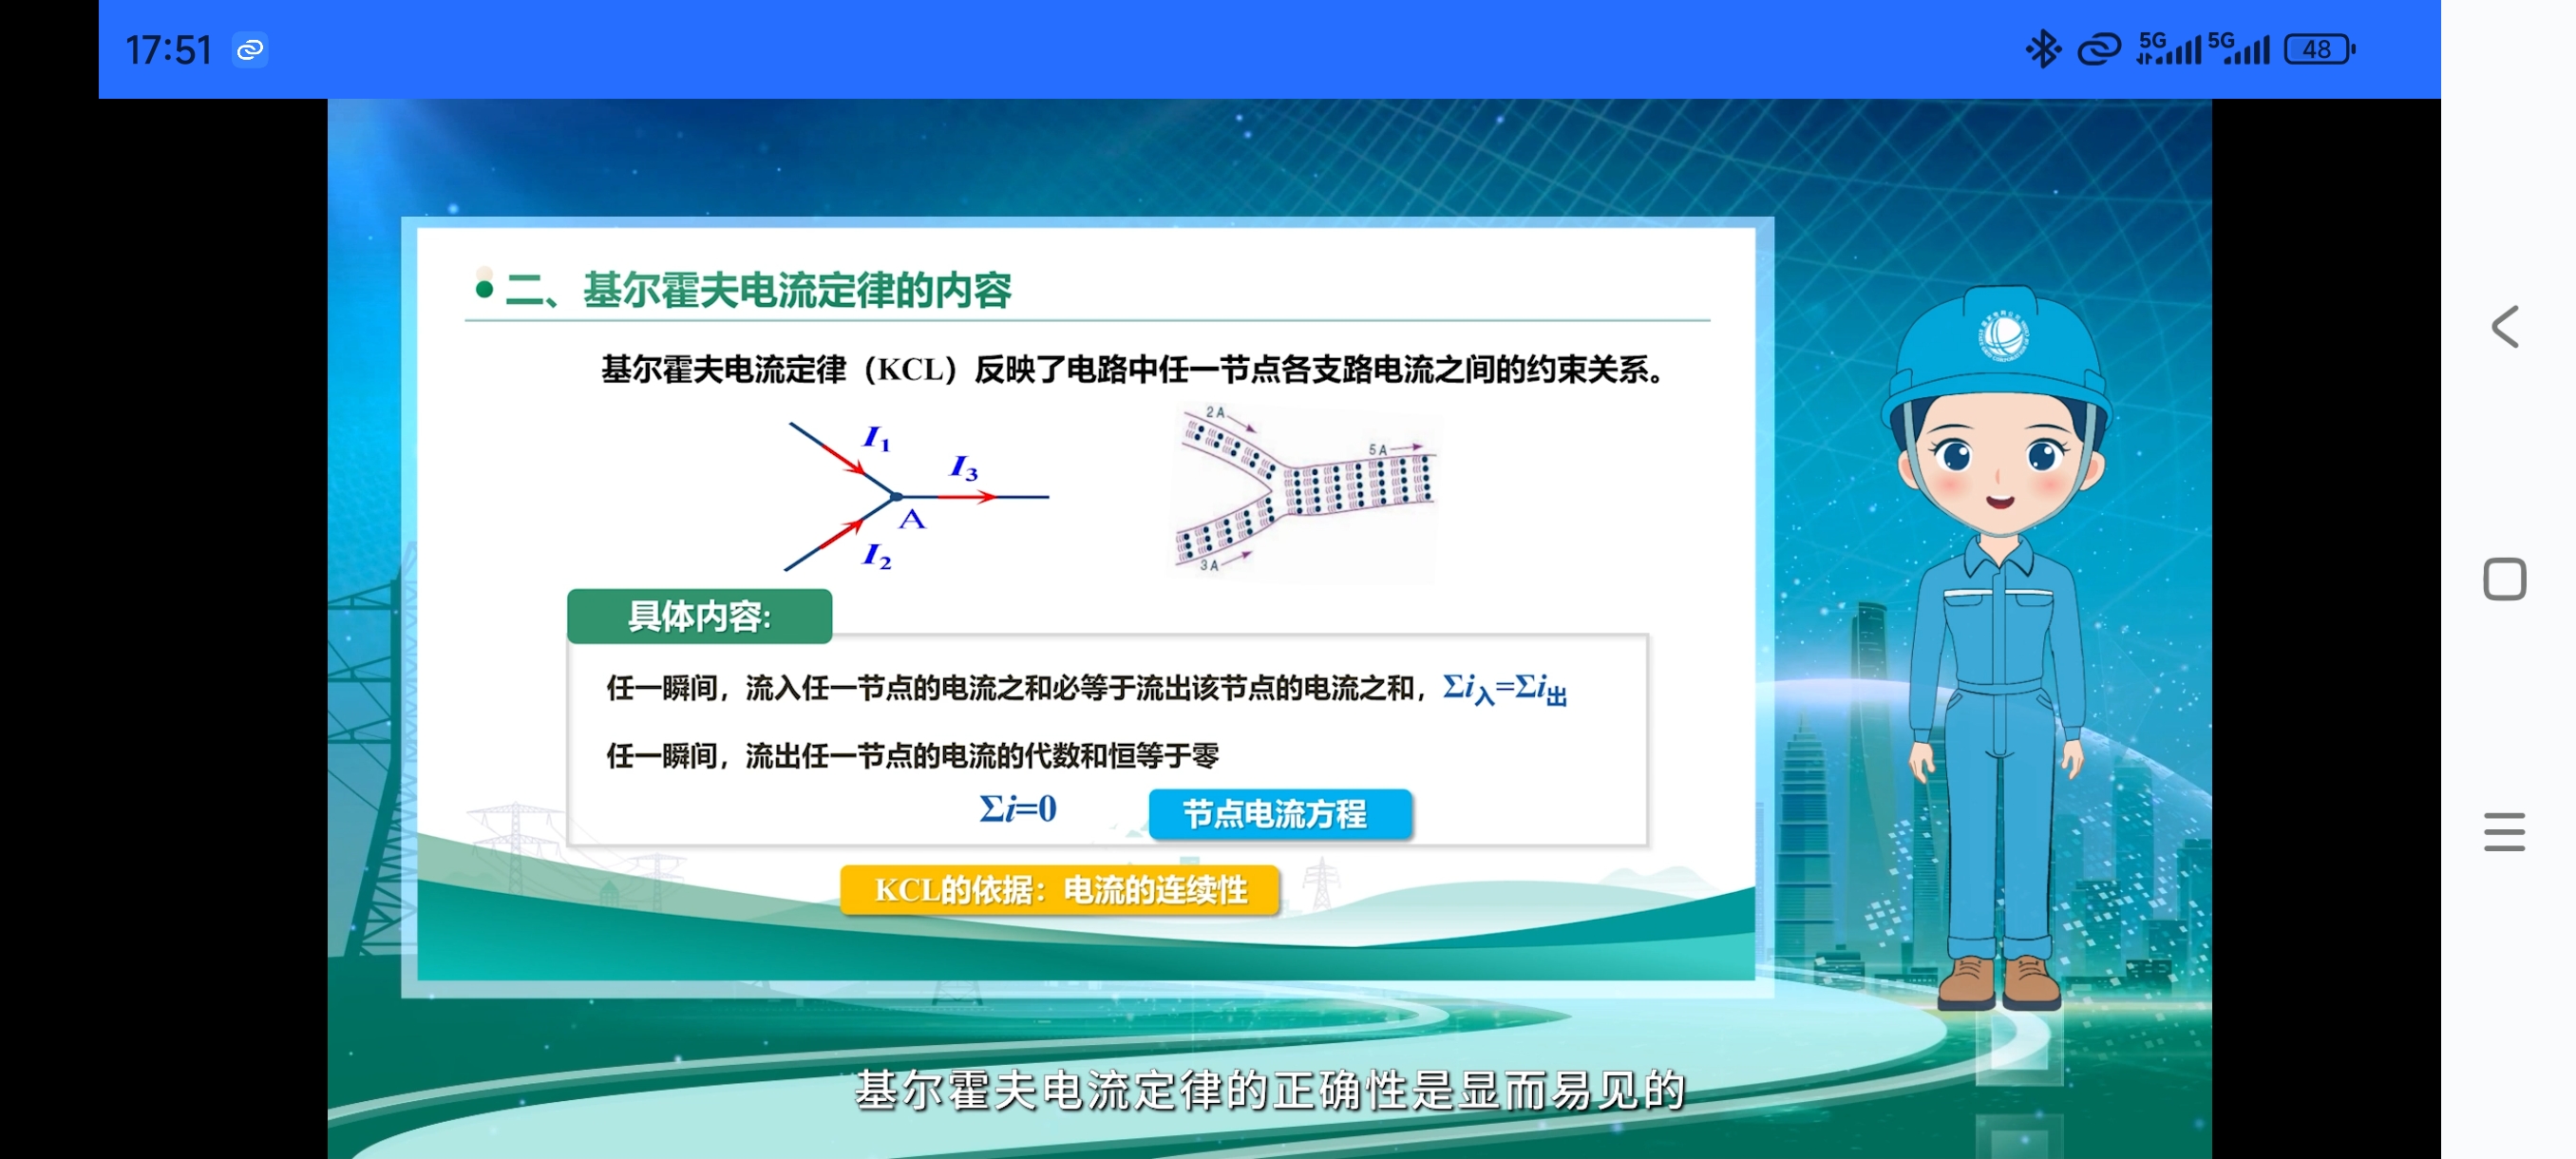 17:51
5G 5G 48
二、基尔霍夫电流定律的内容
基尔霍夫电流定律（KCL）反映了电路中任一节点各支路电流之间的约束关系。
I1
I3
A
I2
2 A
5 A
3 A
具体内容:
任一瞬间，流入任一节点的电流之和必等于流出该节点的电流之和，Σi入=Σi出
任一瞬间，流出任一节点的电流的代数和恒等于零
Σi=0 节点电流方程
KCL的依据：电流的连续性
基尔霍夫电流定律的正确性是显而易见的